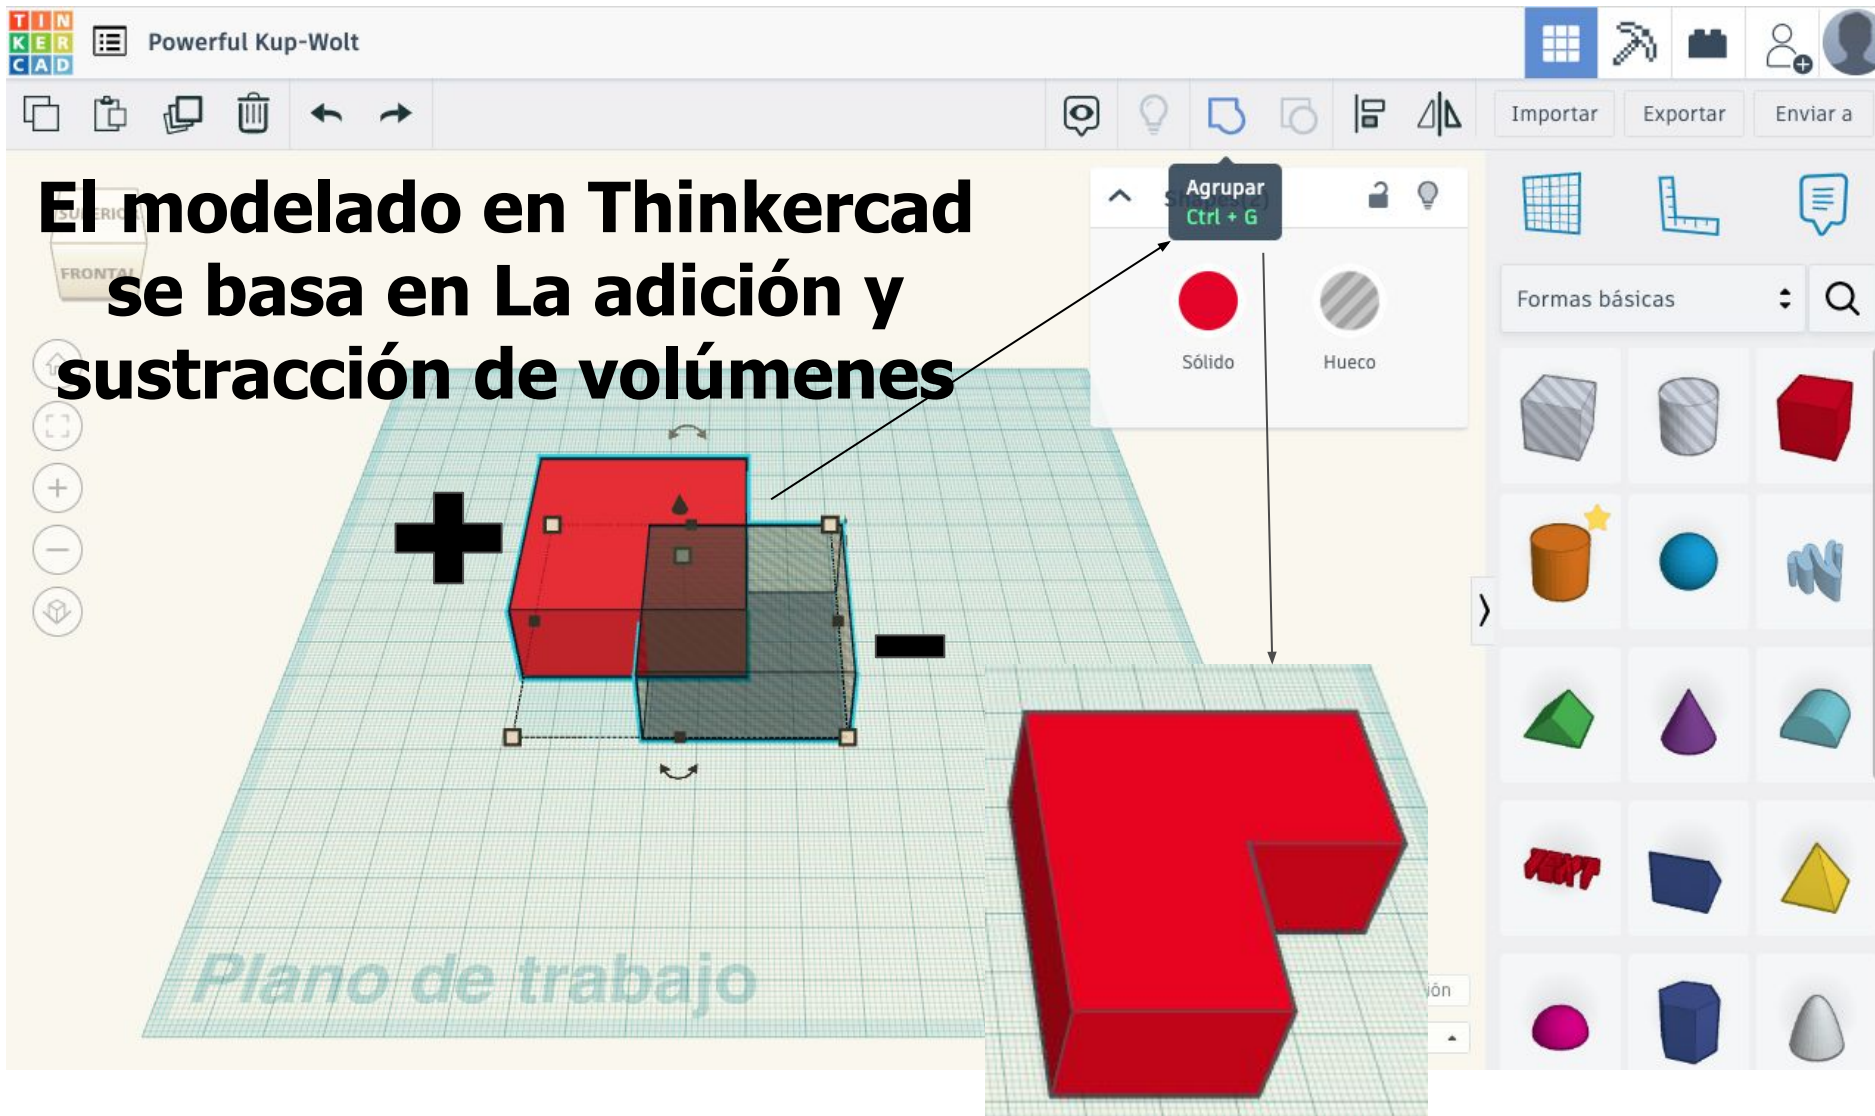 TIN
KER
CAD
Powerful Kup-Wolt
Importar
Exportar
Enviar a
El modelado en Thinkercad
se basa en La adición y
sustracción de volúmenes
FRONTAL
Agrupar
Ctrl + G
Sólido
Hueco
Formas básicas
TEXT
Plano de trabajo